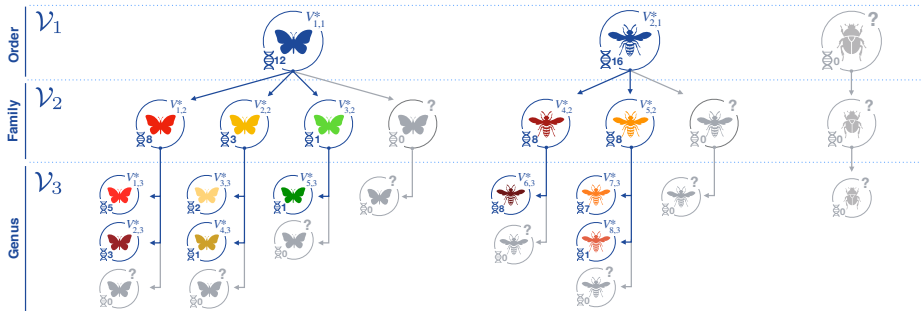 Order
𝒱₁
V*₁,₁
12
V*₂,₁
16
?
0
Family
𝒱₂
V*₁,₂
8
V*₂,₂
3
V*₃,₂
1
?
0
V*₄,₂
8
V*₅,₂
8
?
0
?
0
Genus
𝒱₃
V*₁,₃
5
V*₃,₃
2
V*₅,₃
1
?
0
V*₆,₃
8
V*₇,₃
7
?
0
?
0
V*₂,₃
3
V*₄,₃
1
?
0
?
0
V*₈,₃
1
?
0
?
0
?
0